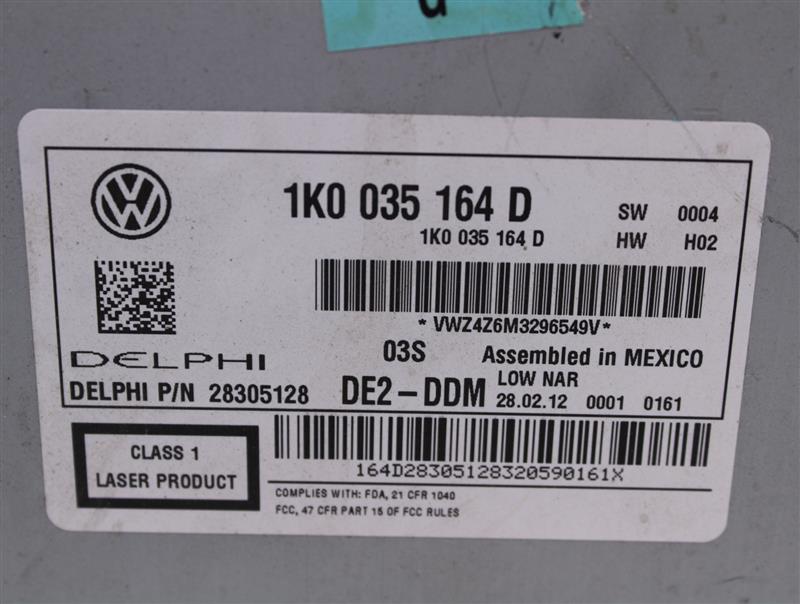 1K0 035 164 D SW 0004
1K0 035 164 D HW H02
*VWZ4Z6M3296549V*
DELPHI 03S Assembled in MEXICO
DELPHI P/N 28305128 DE2-DDM LOW NAR
28.02.12 0001 0161
CLASS 1
LASER PRODUCT
164D28305128320590161X
COMPLIES WITH: FDA, 21 CFR 1040
FCC, 47 CFR PART 15 OF FCC RULES